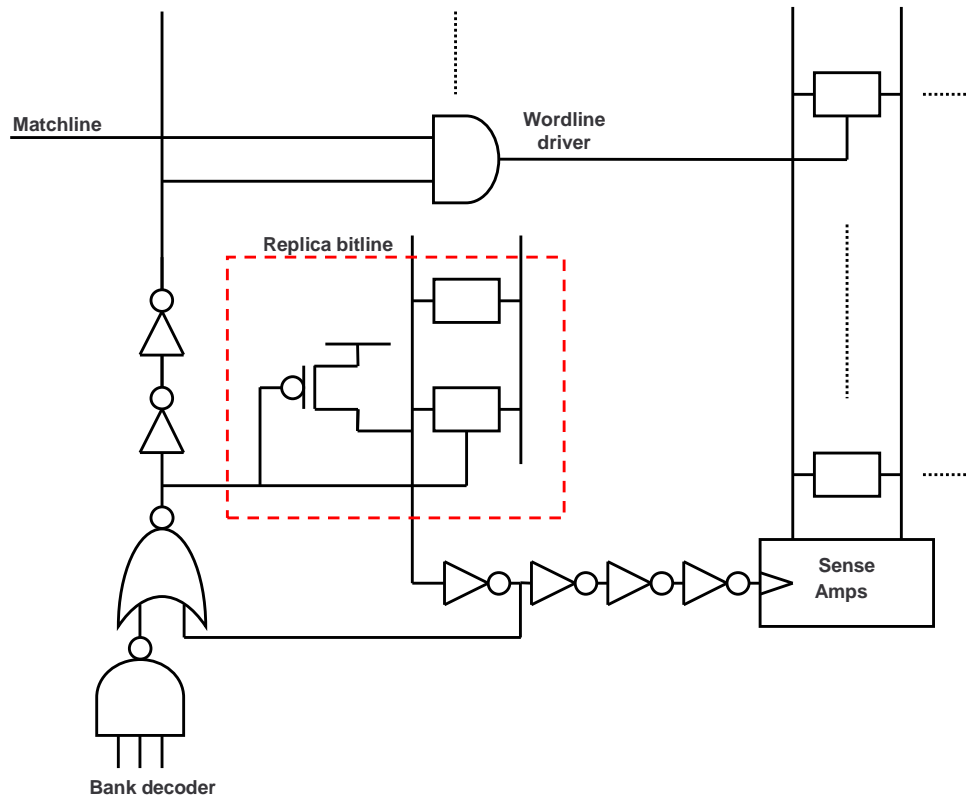 Matchline
Wordline
driver
Replica bitline
Sense
Amps
Bank decoder